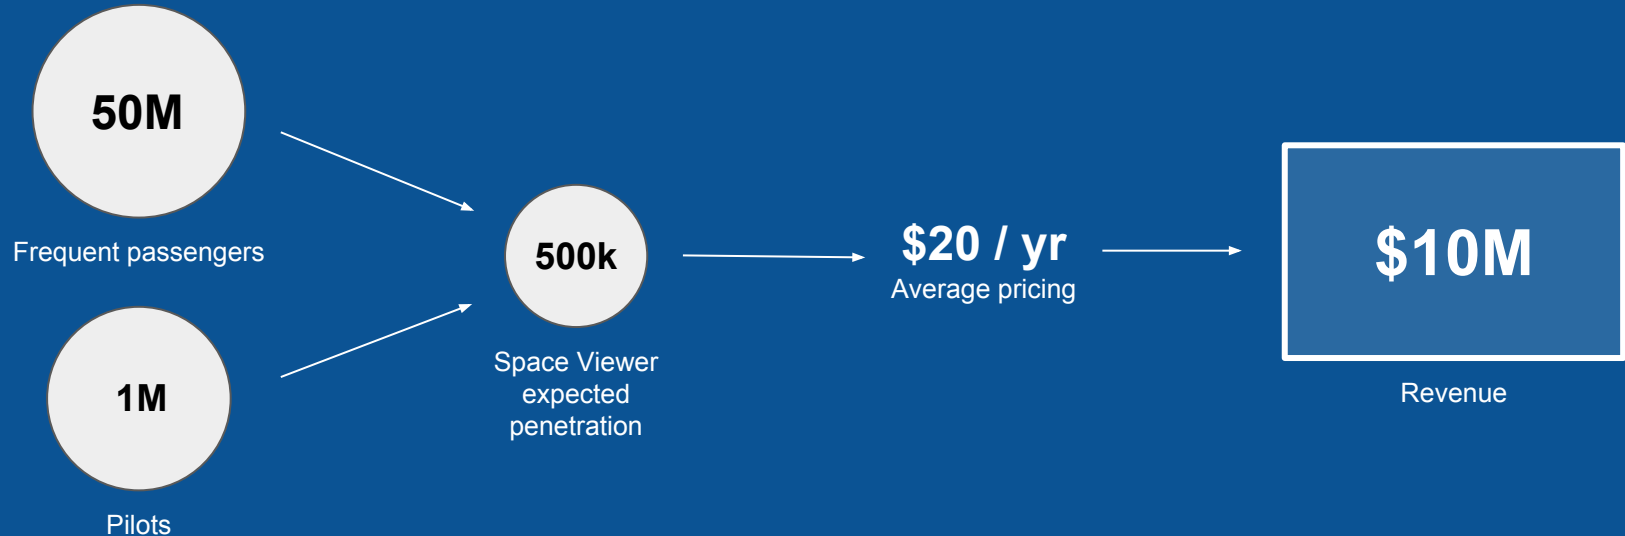 50M
Frequent passengers
1M
Pilots
500k
Space Viewer
expected
penetration
$20 / yr
Average pricing
$10M
Revenue